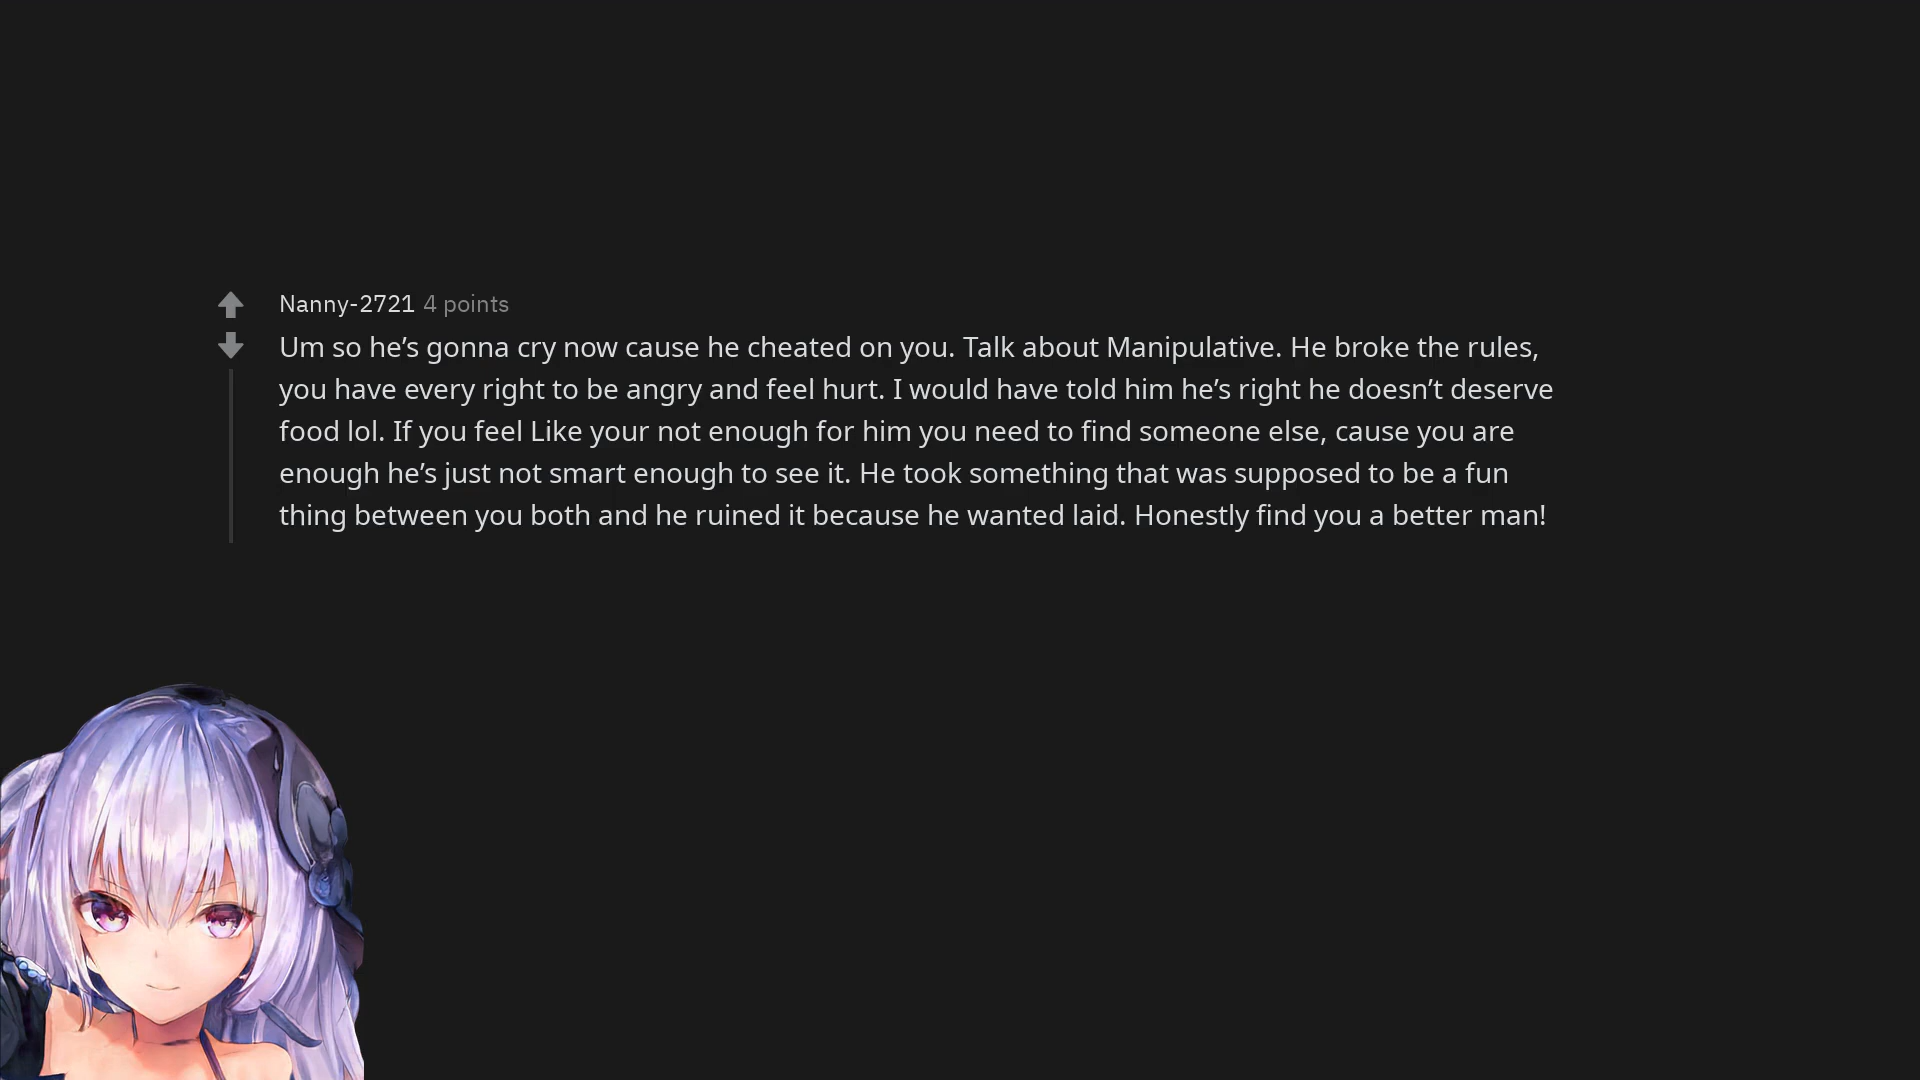 Nanny-2721 4 points
Um so he’s gonna cry now cause he cheated on you. Talk about Manipulative. He broke the rules,
you have every right to be angry and feel hurt. I would have told him he’s right he doesn’t deserve
food lol. If you feel Like your not enough for him you need to find someone else, cause you are
enough he’s just not smart enough to see it. He took something that was supposed to be a fun
thing between you both and he ruined it because he wanted laid. Honestly find you a better man!